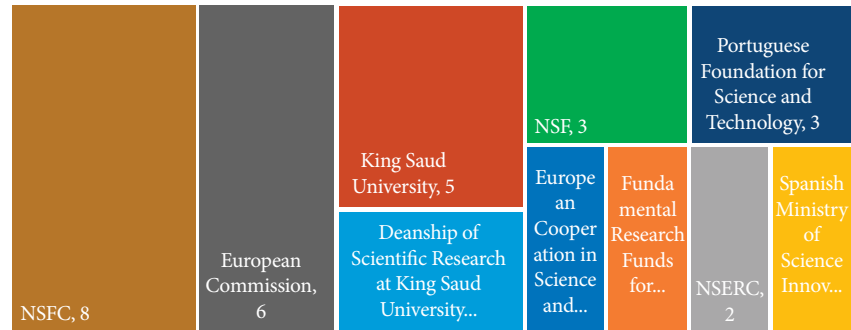 NSFC, 8
European
Commission,
6
King Saud
University, 5
Deanship of
Scientific Research
at King Saud
University...
NSF, 3
Portuguese
Foundation for
Science and
Technology, 3
Europe
an
Cooper
ation in
Science
and...
Funda
mental
Research
Funds
for...
NSERC,
2
Spanish
Ministry
of
Science
Innov...